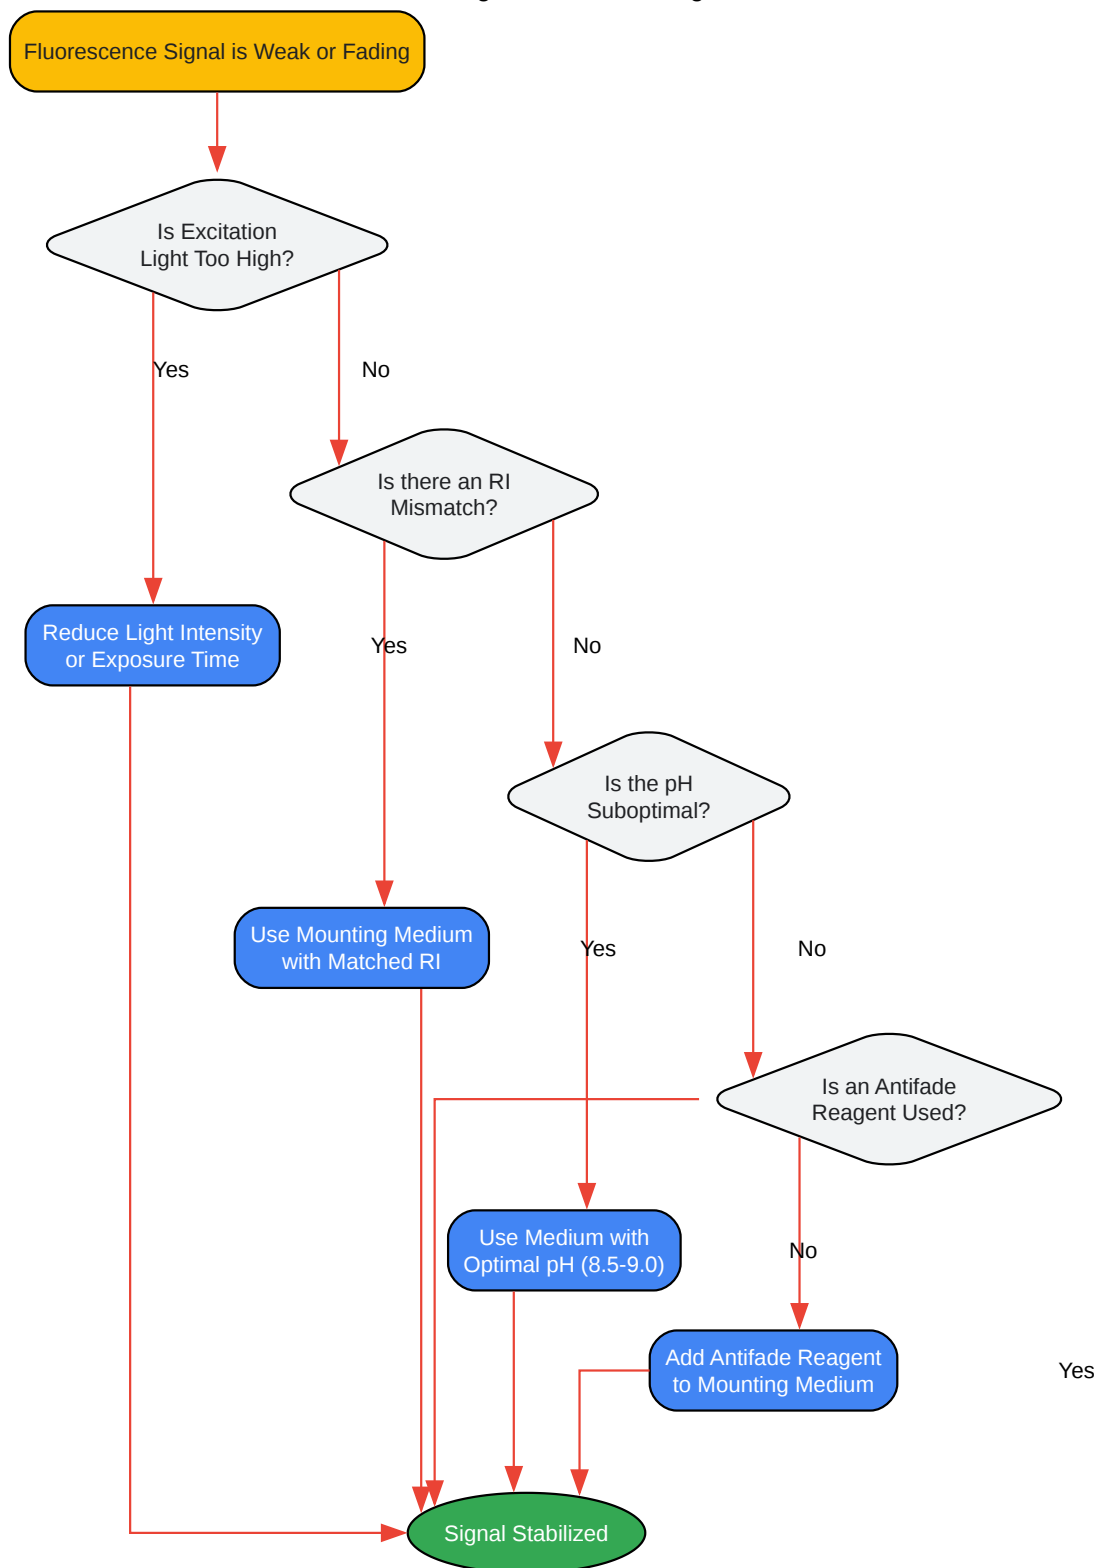 Fluorescence Signal is Weak or Fading
Is Excitation
Light Too High?
Yes
No
Is there an RI
Mismatch?
Reduce Light Intensity
or Exposure Time
Yes
No
Is the pH
Suboptimal?
Use Mounting Medium
with Matched RI
Yes
No
Is an Antifade
Reagent Used?
Use Medium with
Optimal pH (8.5-9.0)
No
Add Antifade Reagent
to Mounting Medium
Yes
Signal Stabilized